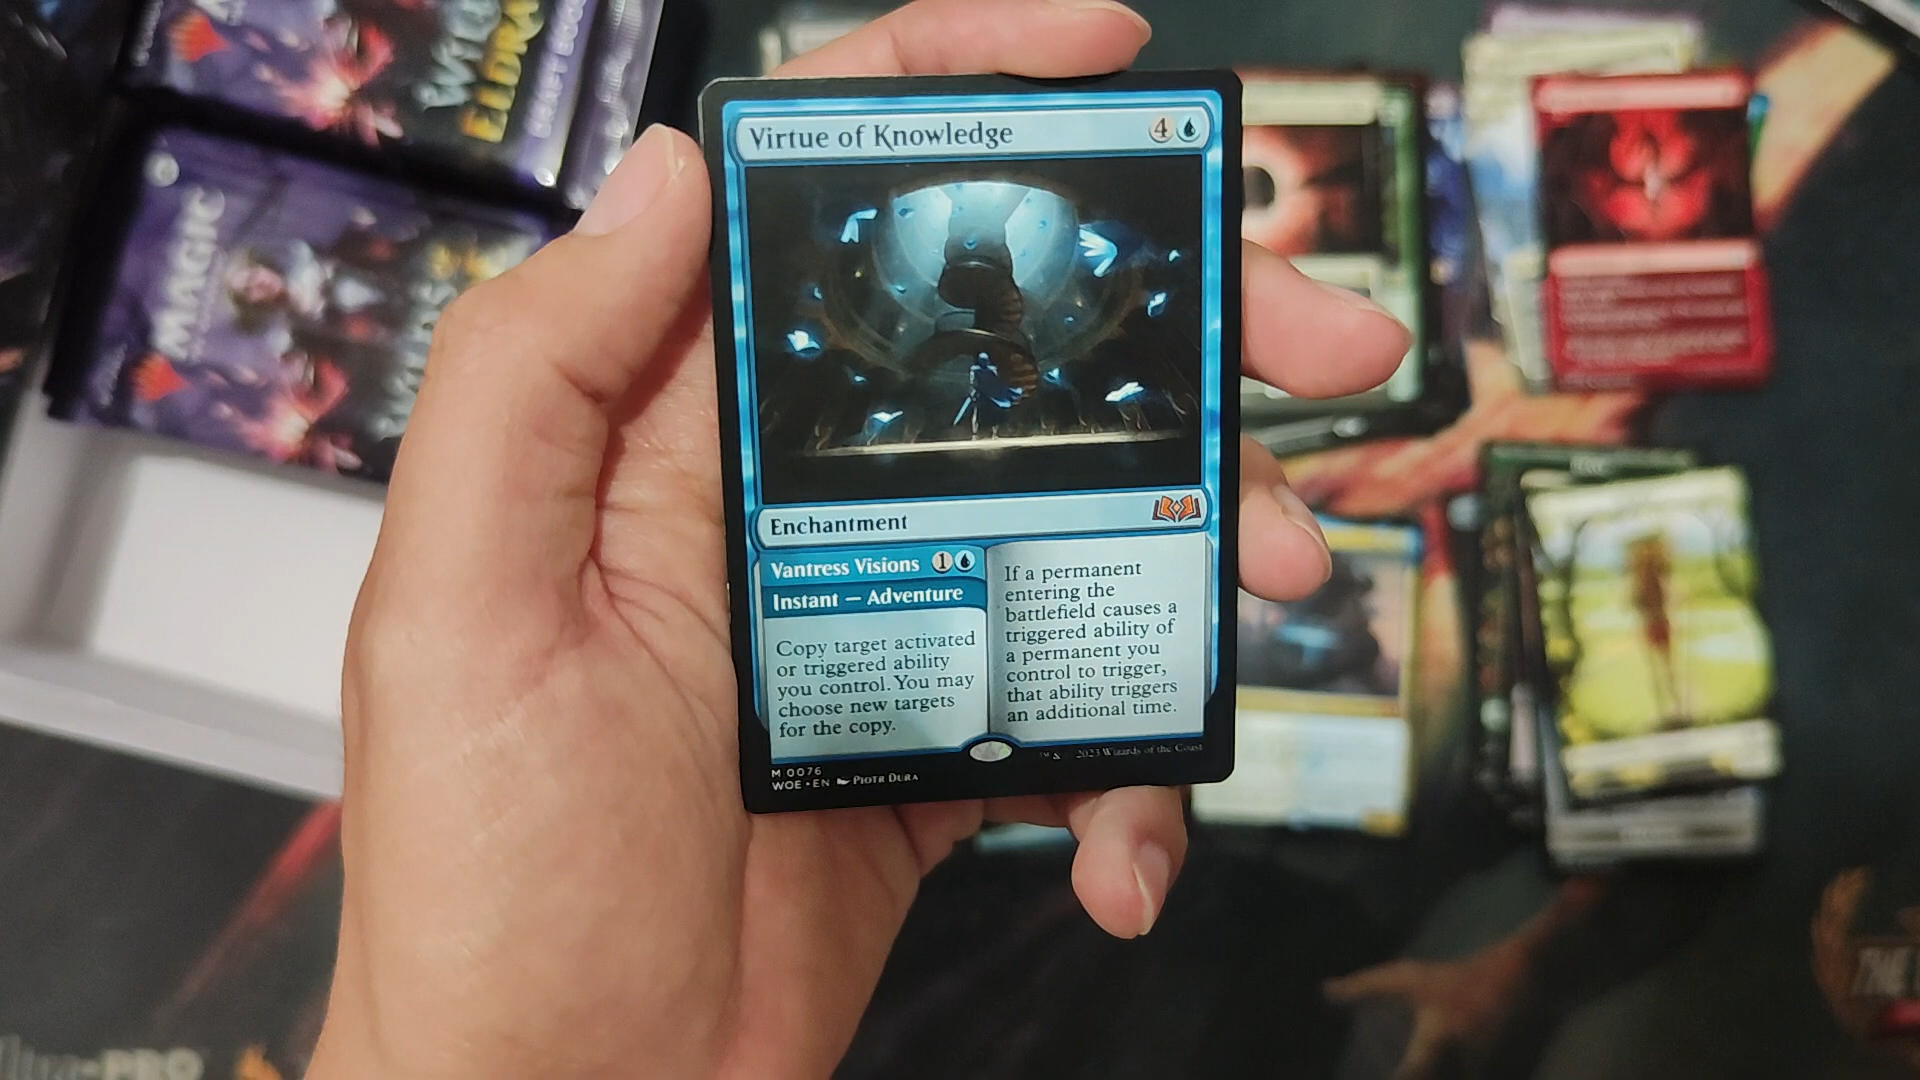 MAGIC
Virtue of Knowledge 4
Enchantment
Vantress Visions 1
Instant — Adventure
Copy target activated
or triggered ability
you control. You may
choose new targets
for the copy.
If a permanent
entering the
battlefield causes a
triggered ability of
a permanent you
control to trigger,
that ability triggers
an additional time.
M 0076
WOE • EN Piotr Dura
™ & 2023 Wizards of the Coast
THE